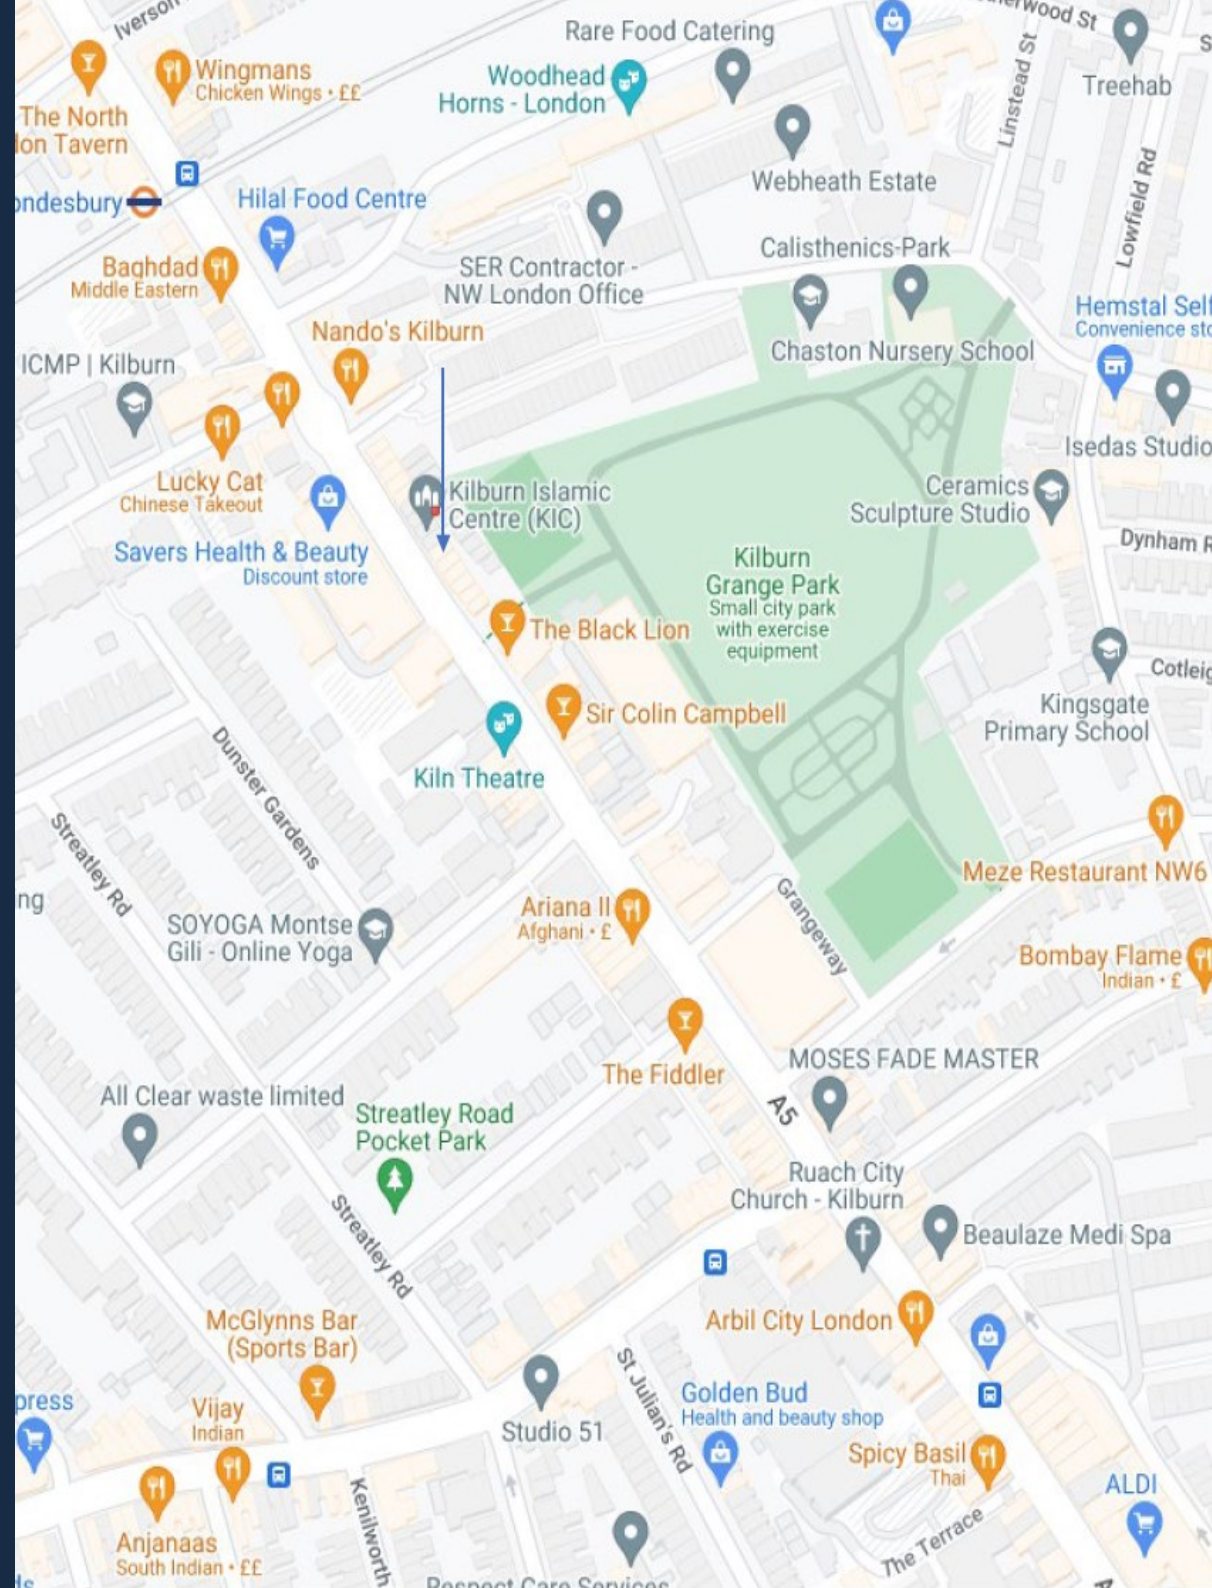 Iverson
Rare Food Catering
Wingmans
Chicken Wings • ££
Woodhead
Horns - London
Linstead St
Treehab
The North
Tavern
Webheath Estate
Lowfield Rd
Hilal Food Centre
Baghdad
Middle Eastern
SER Contractor -
NW London Office
Calisthenics-Park
Nando's Kilburn
Hemstal
Convenience
ICMP | Kilburn
Chaston Nursery School
Isedas Studio
Lucky Cat
Chinese Takeout
Kilburn Islamic
Centre (KIC)
Ceramics
Sculpture Studio
Dynham
Savers Health & Beauty
Discount store
Kilburn
Grange Park
Small city park
with exercise
equipment
The Black Lion
Kingsgate
Primary School
Sir Colin Campbell
Kiln Theatre
Dunster Gardens
Streatley Rd
Meze Restaurant NW6
SOYOGA Montse
Gili - Online Yoga
Ariana II
Afghani • £
Grangeway
Bombay Flame
Indian • £
The Fiddler
MOSES FADE MASTER
A5
All Clear waste limited
Streatley Road
Pocket Park
Ruach City
Church - Kilburn
Beaulaze Medi Spa
Streatley Rd
McGlynns Bar
(Sports Bar)
Arbil City London
St Julian's Rd
Golden Bud
Health and beauty shop
Vijay
Indian
Studio 51
Spicy Basil
Thai
ALDI
Kenilworth
Anjanaas
South Indian • ££
The Terrace
Respect Care Services